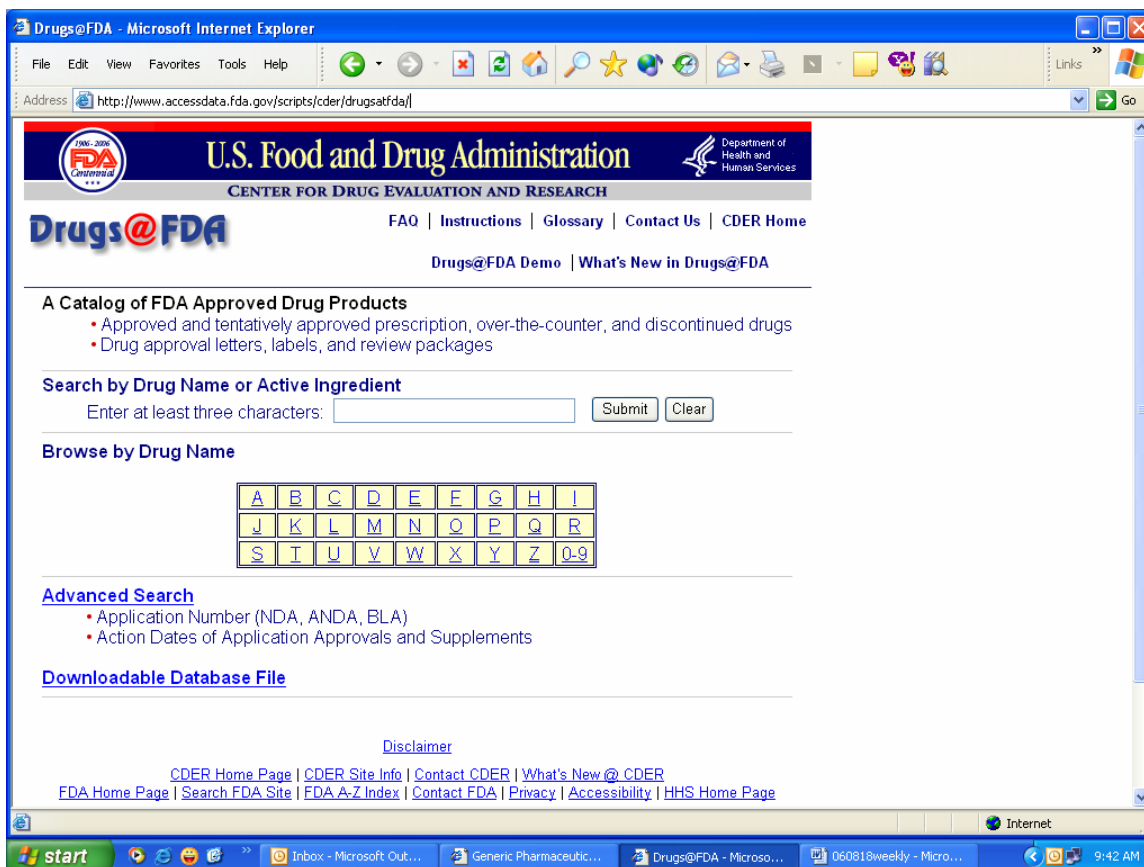 Drugs@FDA - Microsoft Internet Explorer
File Edit View Favorites Tools Help
Links »
Address http://www.accessdata.fda.gov/scripts/cder/drugsatfda/
Go
1906 - 2006
FDA
Centennial
U.S. Food and Drug Administration
Department of
Health and
Human Services
CENTER FOR DRUG EVALUATION AND RESEARCH
Drugs@FDA
FAQ | Instructions | Glossary | Contact Us | CDER Home
Drugs@FDA Demo | What's New in Drugs@FDA
A Catalog of FDA Approved Drug Products
• Approved and tentatively approved prescription, over-the-counter, and discontinued drugs
• Drug approval letters, labels, and review packages
Search by Drug Name or Active Ingredient
Enter at least three characters: Submit Clear
Browse by Drug Name
A B C D E F G H I
J K L M N O P Q R
S T U V W X Y Z 0-9
Advanced Search
• Application Number (NDA, ANDA, BLA)
• Action Dates of Application Approvals and Supplements
Downloadable Database File
Disclaimer
CDER Home Page | CDER Site Info | Contact CDER | What's New @ CDER
FDA Home Page | Search FDA Site | FDA A-Z Index | Contact FDA | Privacy | Accessibility | HHS Home Page
Internet
start » Inbox - Microsoft Out... Generic Pharmaceutic... Drugs@FDA - Microso... 060818weekly - Micro... 9:42 AM